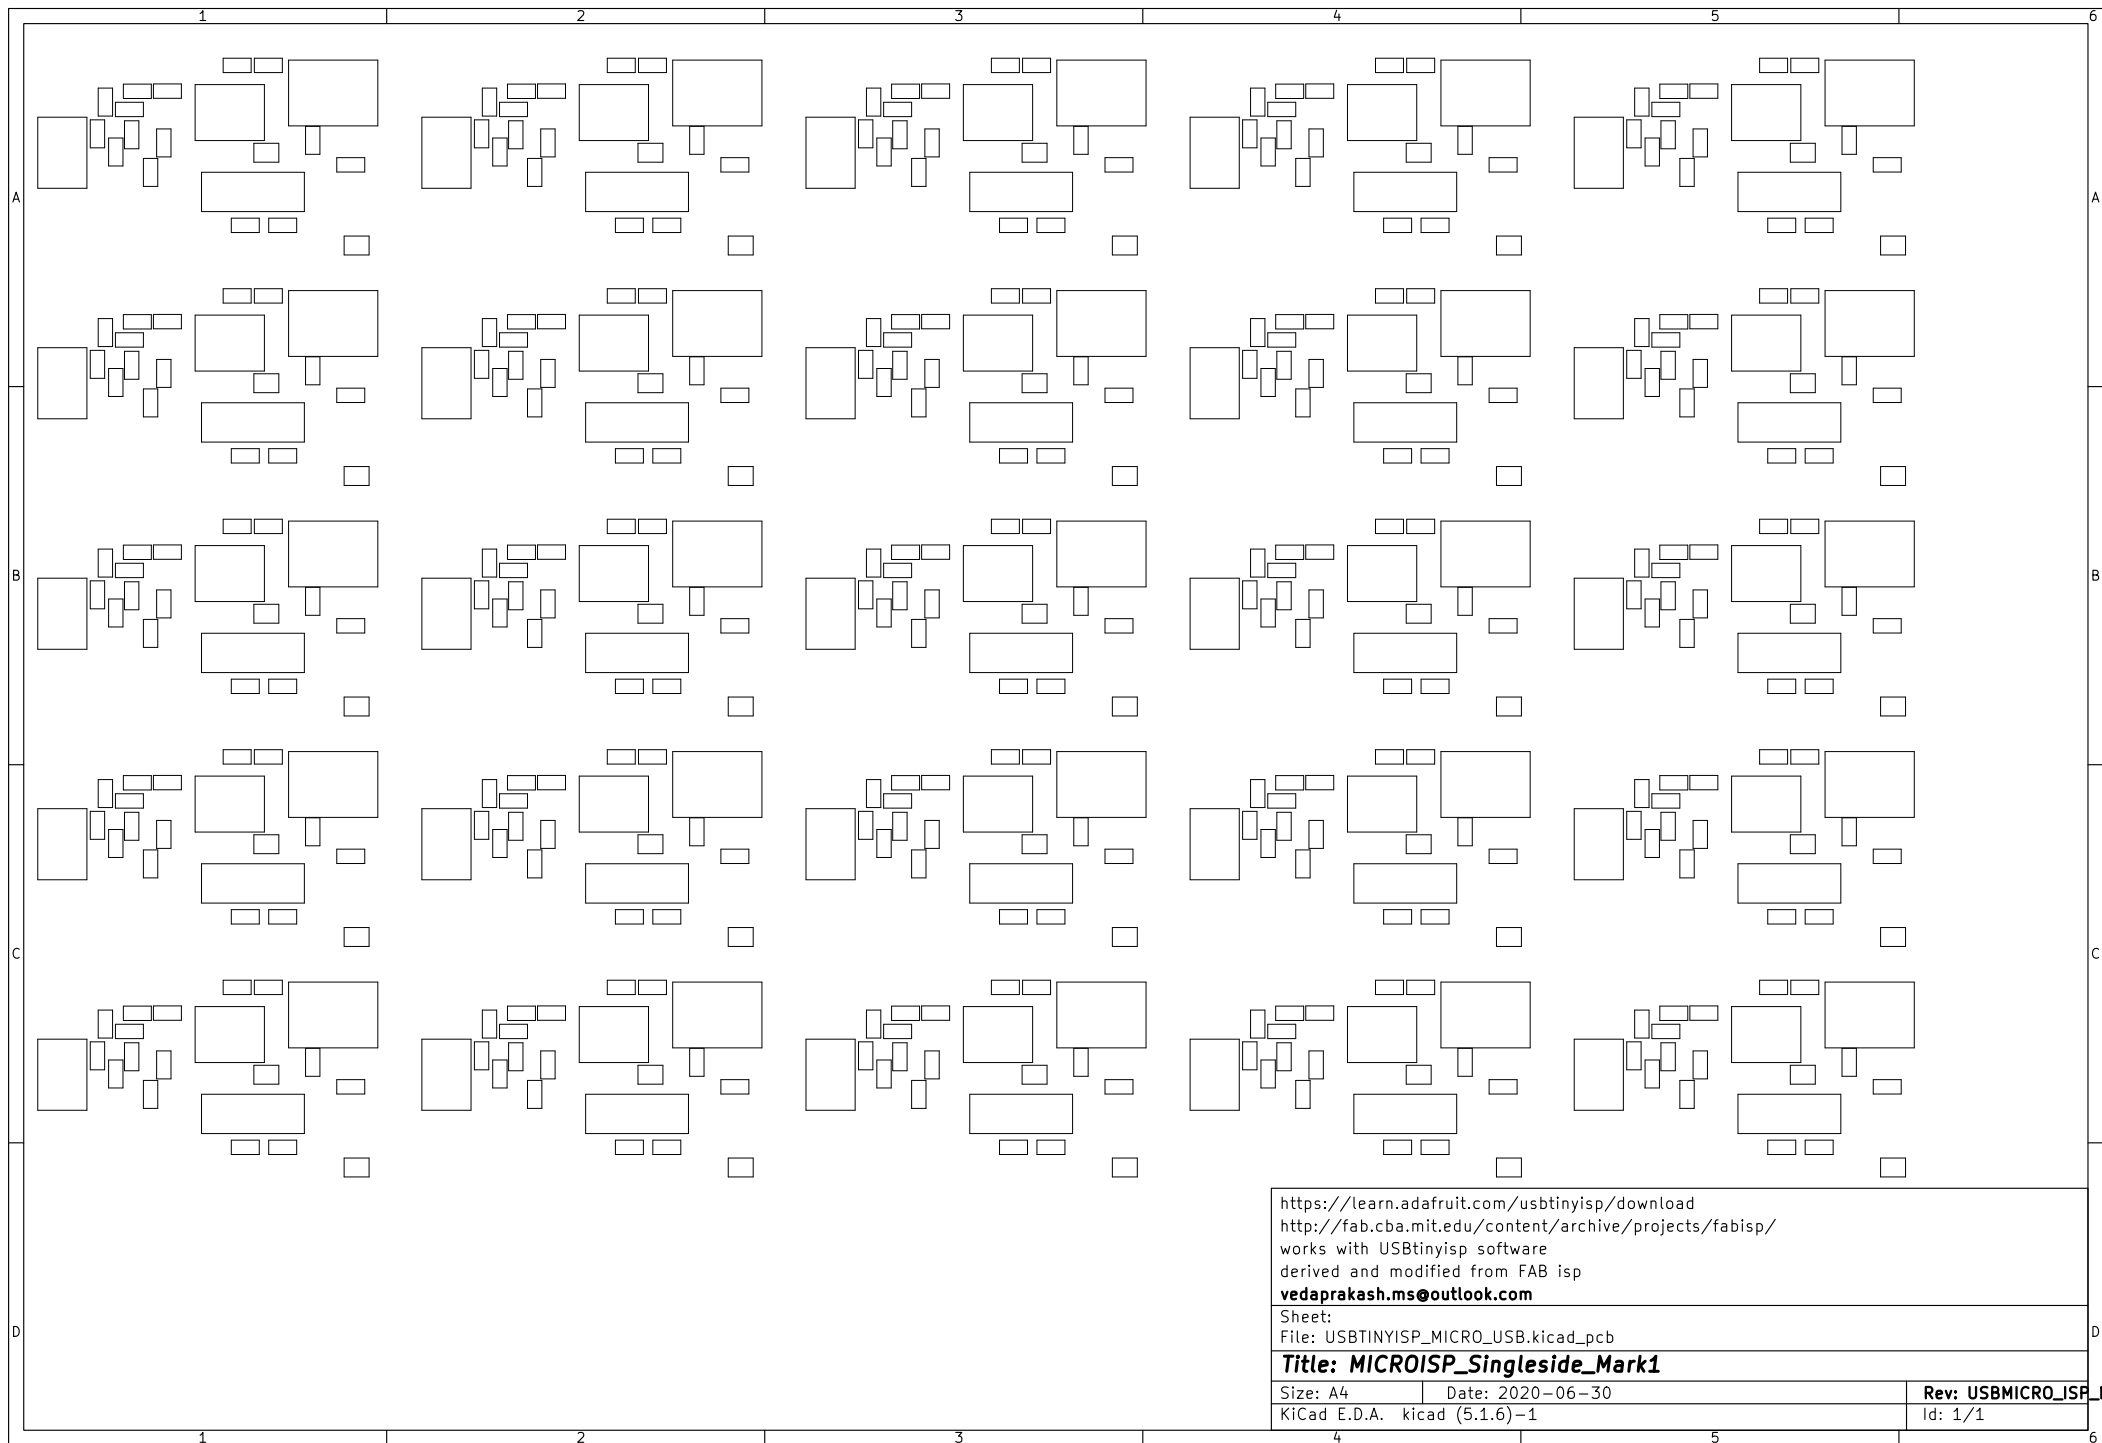 1 2 3 4 5 6
A A
B B
C C
https://learn.adafruit.com/usbtinyisp/download
http://fab.cba.mit.edu/content/archive/projects/fabisp/
works with USBtinyisp software
derived and modified from FAB isp
vedaprakash.ms@outlook.com
Sheet:
File: USBTINYISP_MICRO_USB.kicad_pcb
D D
Title: MICROISP_Singleside_Mark1
Size: A4 Date: 2020-06-30 Rev: USBMICRO_ISP_
KiCad E.D.A. kicad (5.1.6)-1 Id: 1/1
1 2 3 4 5 6